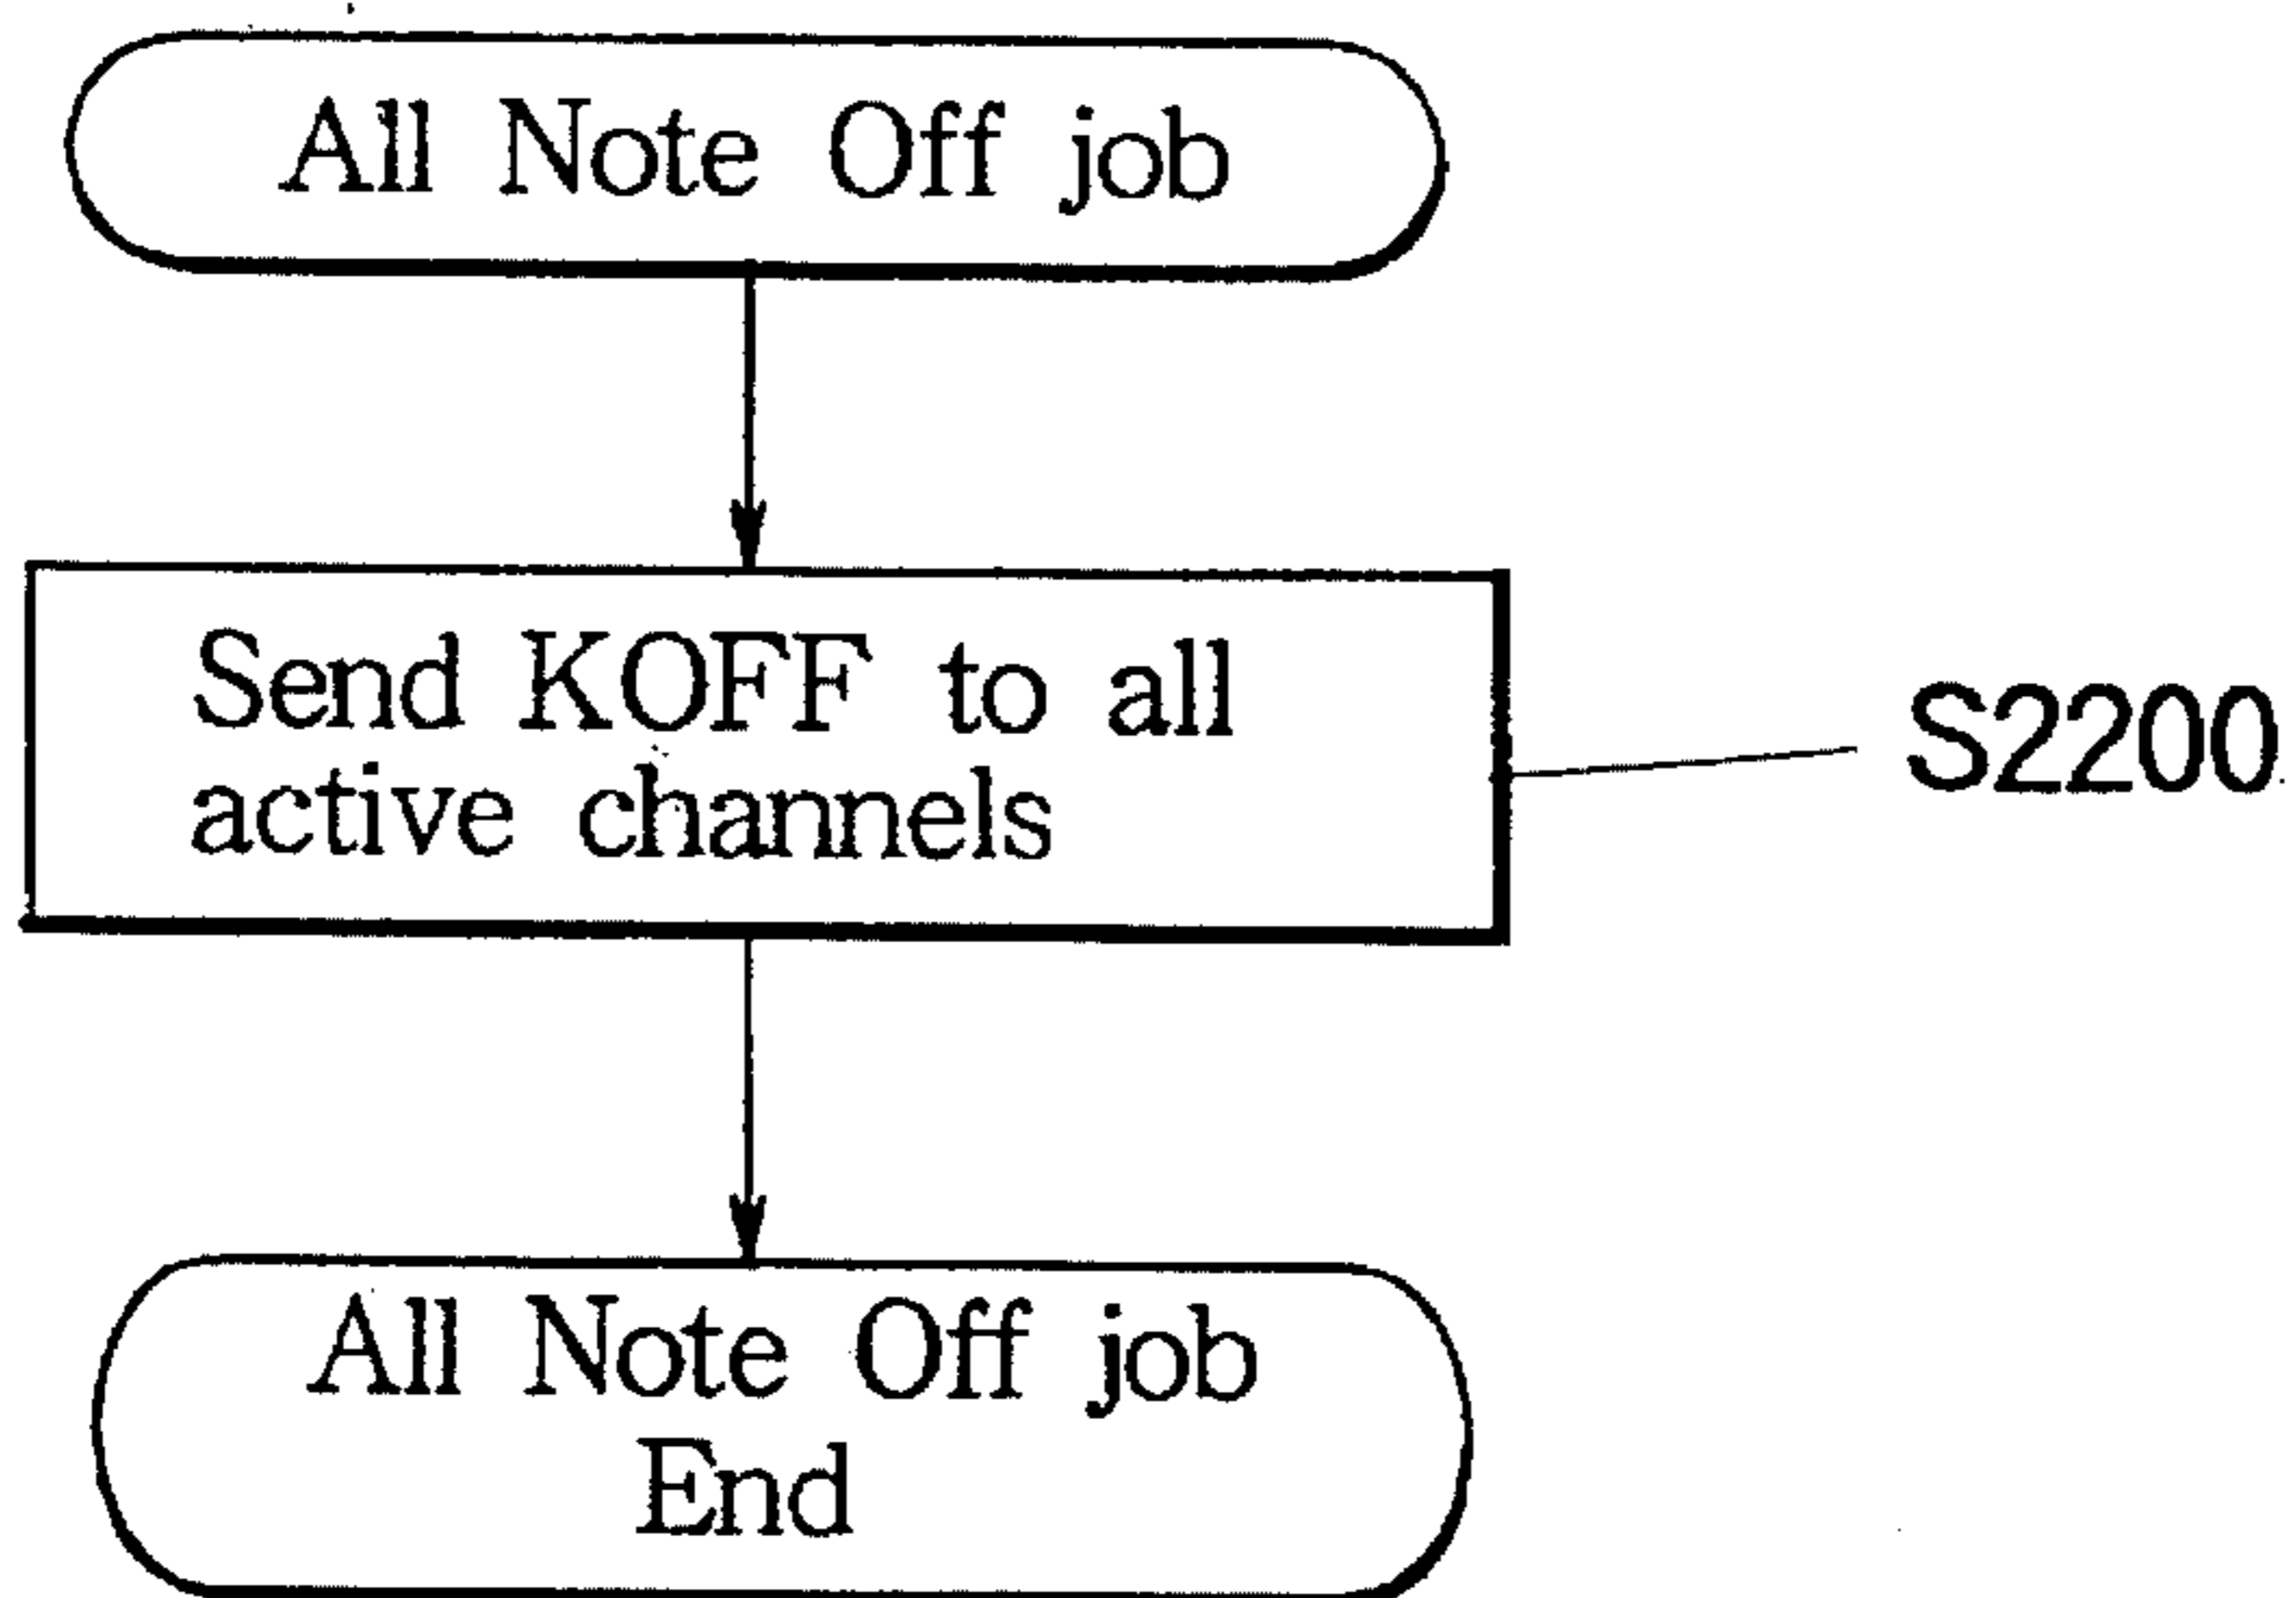 All Note Off job
Send KOFF to all
active channels
S2200
All Note Off job
End